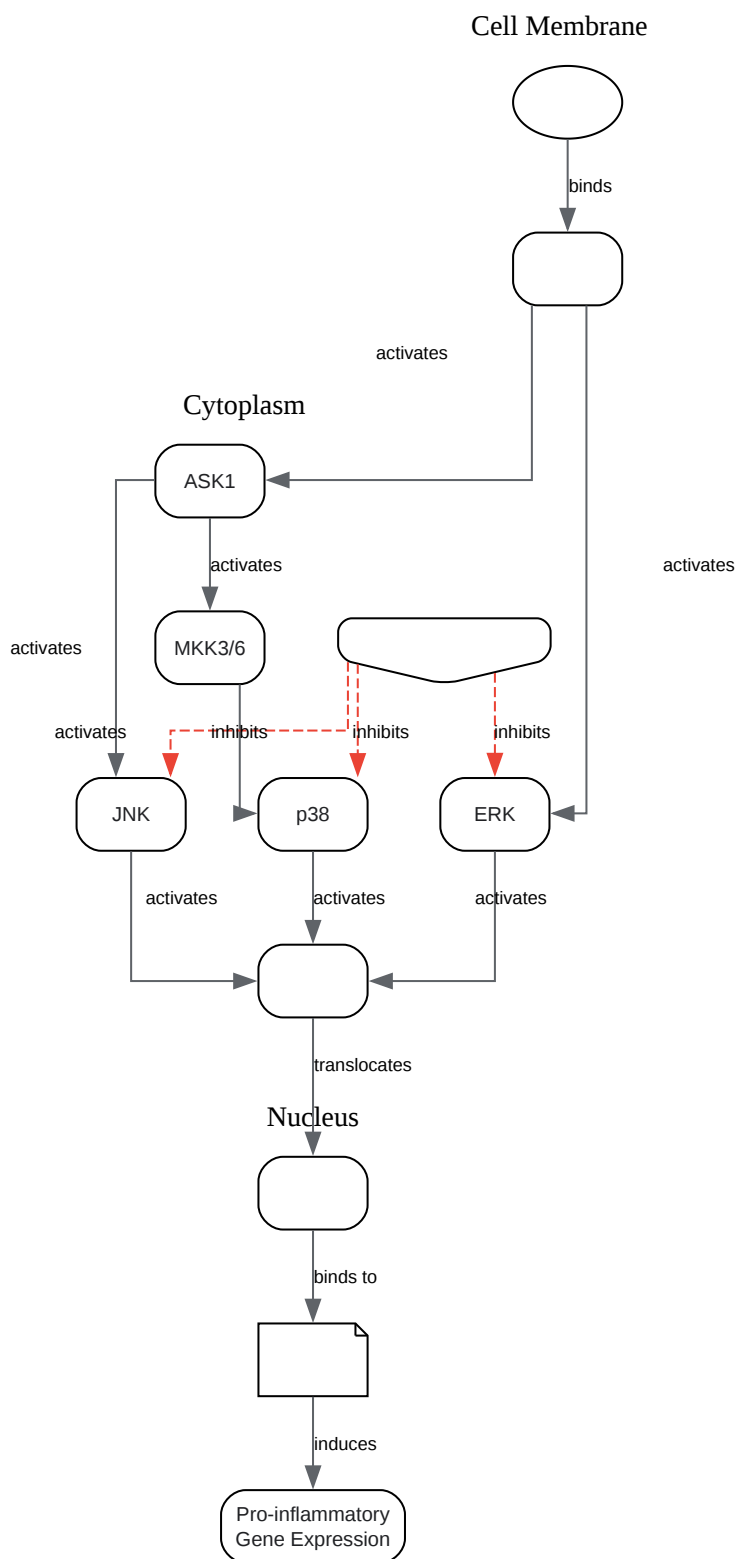 Cell Membrane
binds
activates
Cytoplasm
ASK1
activates
activates
MKK3/6
activates
activates
inhibits
inhibits
inhibits
JNK
p38
ERK
activates
activates
activates
translocates
Nucleus
binds to
induces
Pro-inflammatory
Gene Expression